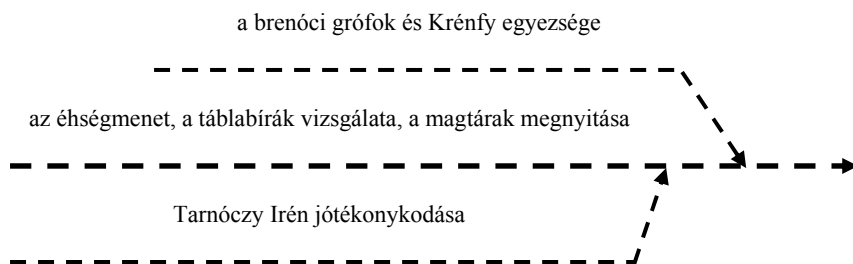 a brenóci grófok és Krénfy egyezsége
az éhségmenet, a táblabírák vizsgálata, a magtárak megnyitása
Tarnóczy Irén jótékonykodása